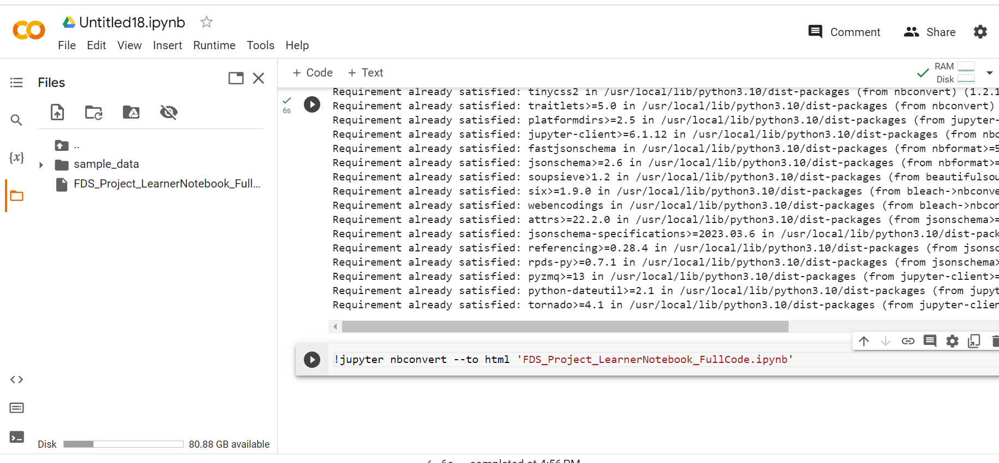 Untitled18.ipynb
File Edit View Insert Runtime Tools Help
Comment
Share
Files
+ Code + Text
RAM
Disk
..
sample_data
FDS_Project_LearnerNotebook_Full...
{x}
<>
Disk
80.88 GB available
6s
Requirement already satisfied: tinycss2 in /usr/local/lib/python3.10/dist-packages (from nbconvert) (1.2.1
Requirement already satisfied: traitlets>=5.0 in /usr/local/lib/python3.10/dist-packages (from nbconvert)
Requirement already satisfied: platformdirs>=2.5 in /usr/local/lib/python3.10/dist-packages (from jupyter-
Requirement already satisfied: jupyter-client>=6.1.12 in /usr/local/lib/python3.10/dist-packages (from nbc
Requirement already satisfied: fastjsonschema in /usr/local/lib/python3.10/dist-packages (from nbformat>=5
Requirement already satisfied: jsonschema>=2.6 in /usr/local/lib/python3.10/dist-packages (from nbformat>=
Requirement already satisfied: soupsieve>1.2 in /usr/local/lib/python3.10/dist-packages (from beautifulsou
Requirement already satisfied: six>=1.9.0 in /usr/local/lib/python3.10/dist-packages (from bleach->nbconve
Requirement already satisfied: webencodings in /usr/local/lib/python3.10/dist-packages (from bleach->nbcon
Requirement already satisfied: attrs>=22.2.0 in /usr/local/lib/python3.10/dist-packages (from jsonschema>=
Requirement already satisfied: jsonschema-specifications>=2023.03.6 in /usr/local/lib/python3.10/dist-pack
Requirement already satisfied: referencing>=0.28.4 in /usr/local/lib/python3.10/dist-packages (from jsonsc
Requirement already satisfied: rpds-py>=0.7.1 in /usr/local/lib/python3.10/dist-packages (from jsonschema>
Requirement already satisfied: pyzmq>=13 in /usr/local/lib/python3.10/dist-packages (from jupyter-client>=
Requirement already satisfied: python-dateutil>=2.1 in /usr/local/lib/python3.10/dist-packages (from jupyt
Requirement already satisfied: tornado>=4.1 in /usr/local/lib/python3.10/dist-packages (from jupyter-clien
!jupyter nbconvert --to html 'FDS_Project_LearnerNotebook_FullCode.ipynb'
6s completed at 4:56 PM